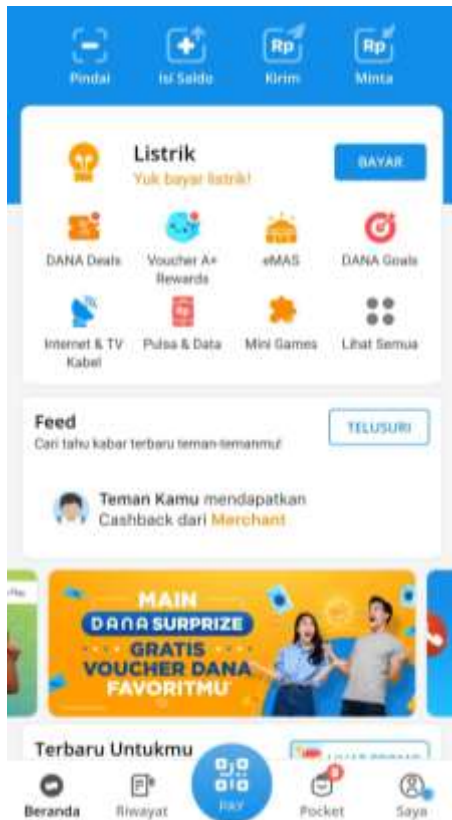 Pindai
Isi Saldo
Rp
Kirim
Rp
Minta
Listrik
Yuk bayar listrik!
BAYAR
DANA Deals
Voucher A+
Rewards
eMAS
DANA Goals
Internet & TV
Kabel
Rp
Pulsa & Data
Mini Games
Lihat Semua
Feed
Cari tahu kabar terbaru teman-temanmu!
TELUSURI
Teman Kamu mendapatkan
Cashback dari Merchant
MAIN
DANA SURPRIZE
GRATIS
VOUCHER DANA
FAVORITMU
Terbaru Untukmu
Beranda
Riwayat
PAY
Pocket
Saya